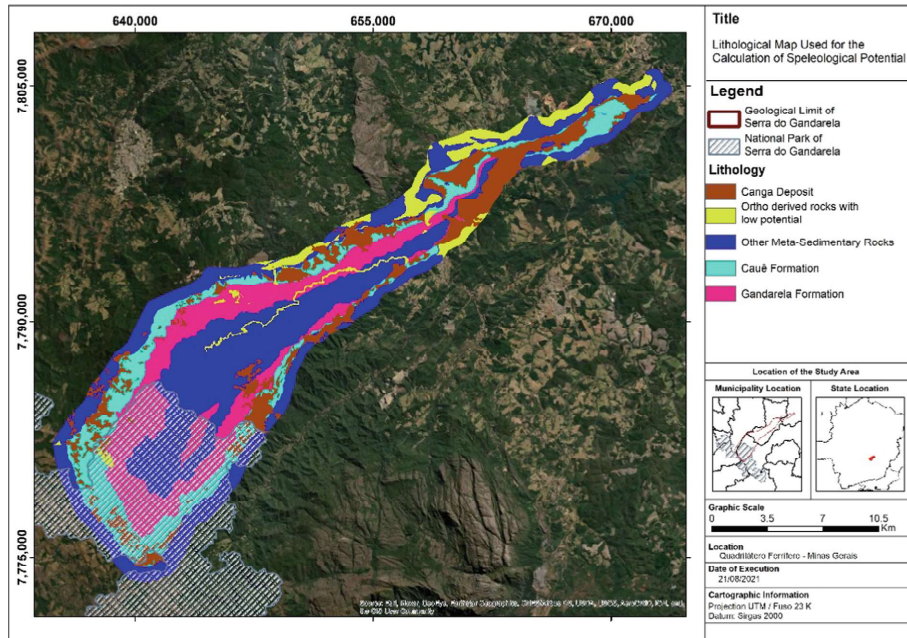 640,000 655,000 670,000
7,805,000
7,790,000
7,775,000
Title
Lithological Map Used for the
Calculation of Speleological Potential
Legend
Geological Limit of
Serra do Gandarela
National Park of
Serra do Gandarela
Lithology
Canga Deposit
Ortho derived rocks with
low potential
Other Meta-Sedimentary Rocks
Cauê Formation
Gandarela Formation
Location of the Study Area
Municipality Location State Location
Graphic Scale
0 3.5 7 10.5
Km
Location
Quadrilátero Ferrífero - Minas Gerais
Date of Execution
21/08/2021
Cartographic Information
Projection UTM / Fuso 23 K
Datum: Sirgas 2000
the GIS User Community